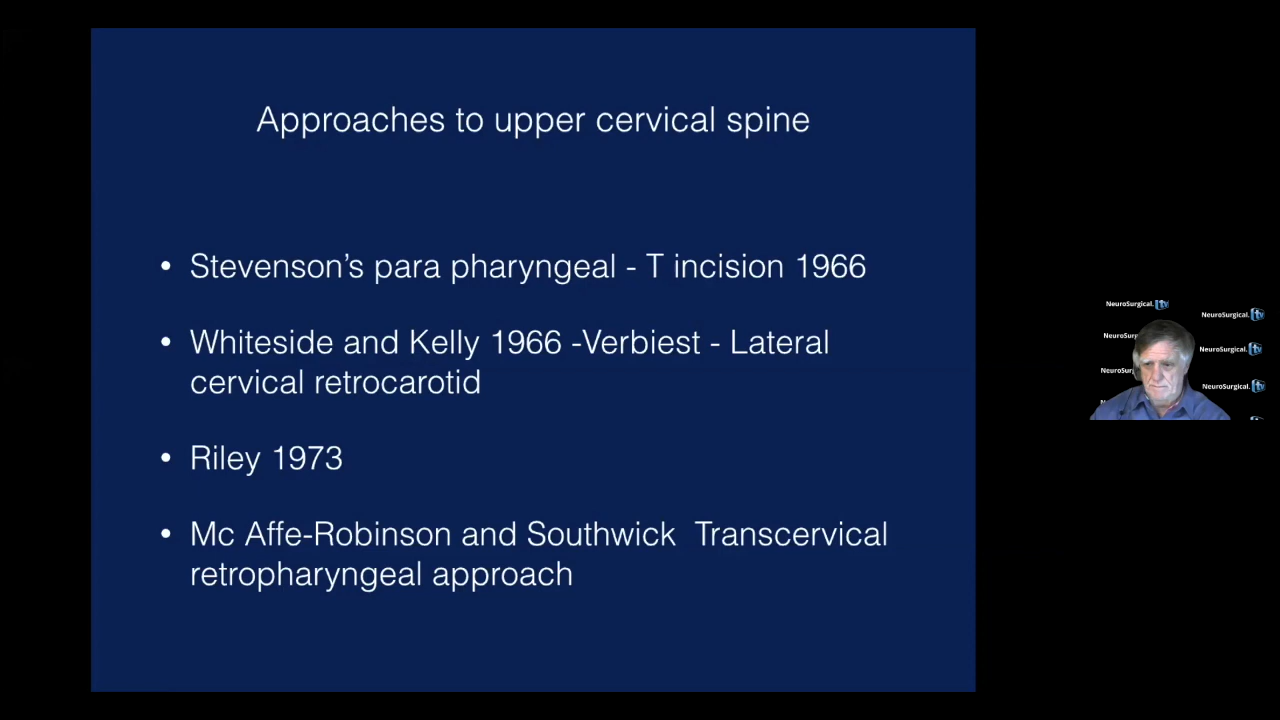 Approaches to upper cervical spine
• Stevenson's para pharyngeal - T incision 1966
• Whiteside and Kelly 1966 -Verbiest - Lateral
cervical retrocarotid
• Riley 1973
• Mc Affe-Robinson and Southwick Transcervical
retropharyngeal approach
NeuroSurgical.tv
NeuroSurgical.tv
NeuroSurgical.tv
NeuroSurgical.tv